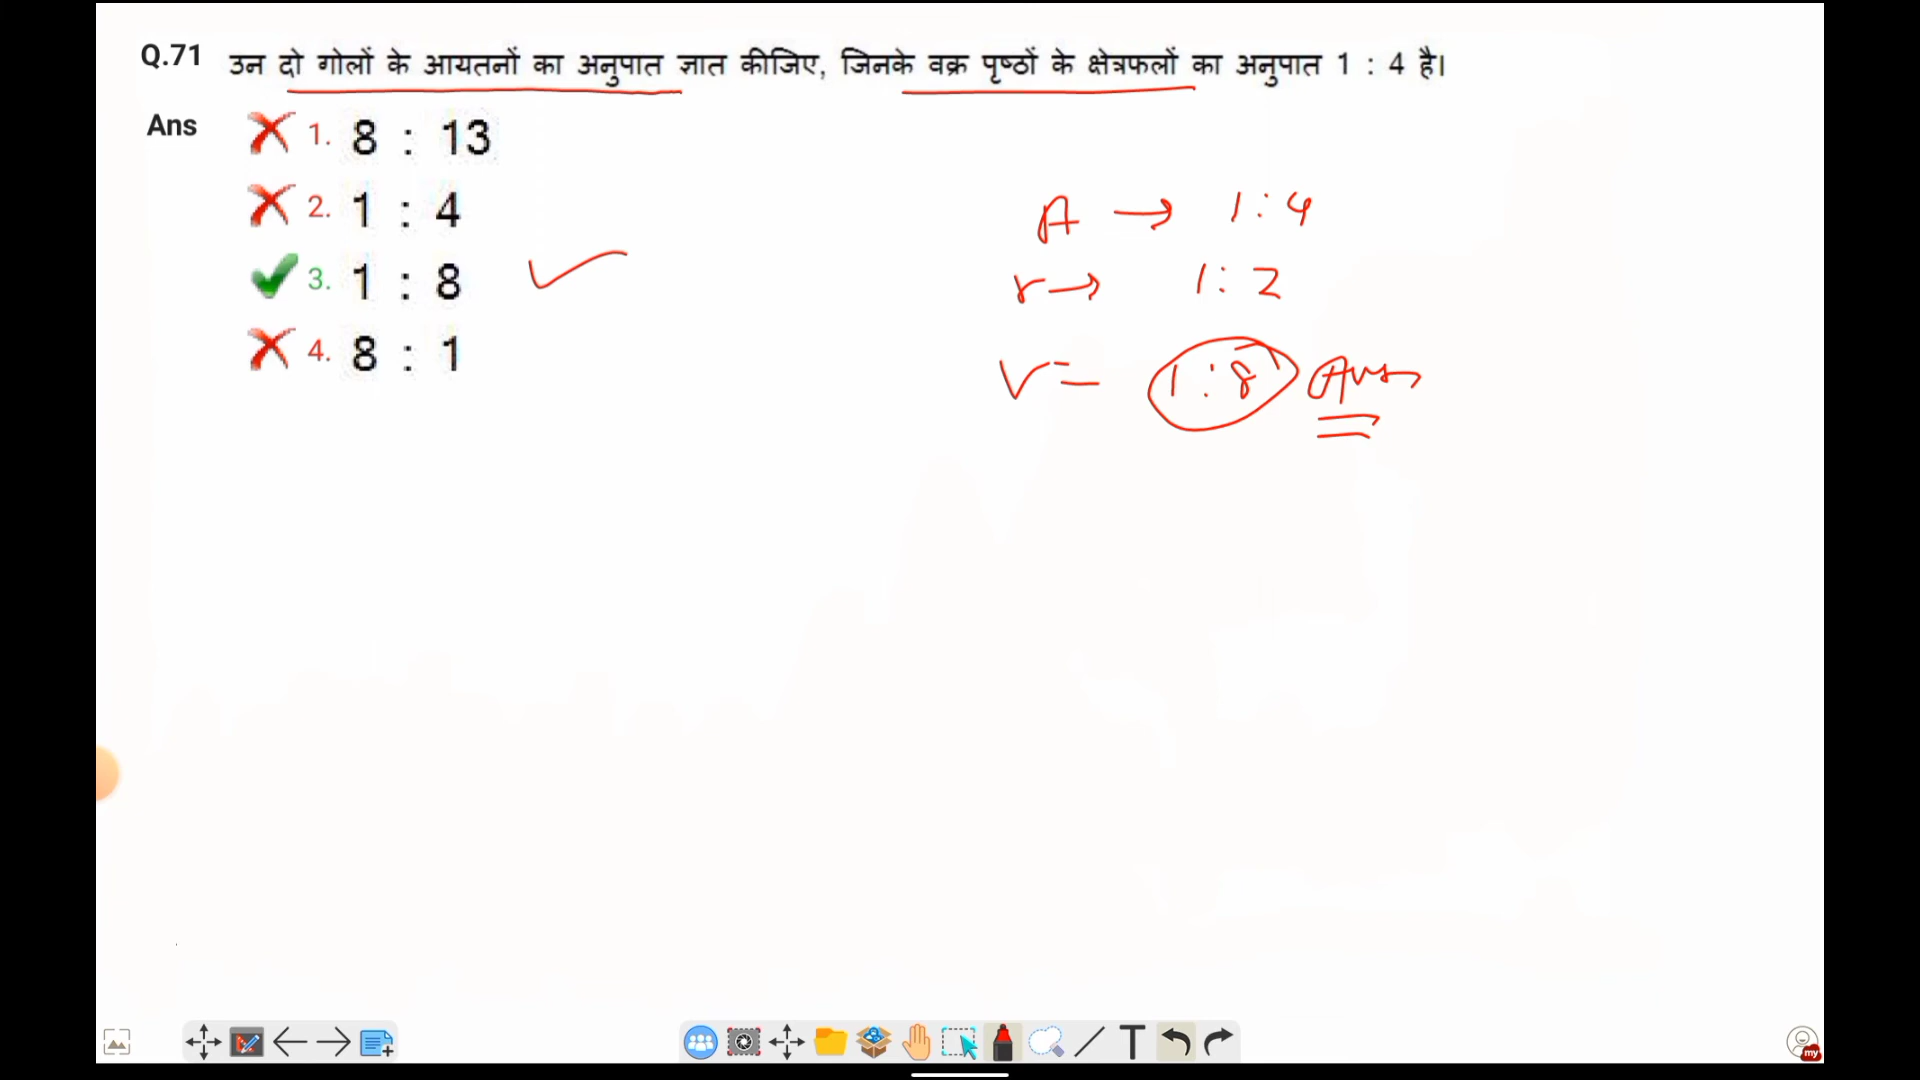 Q.71 उन दो गोलों के आयतनों का अनुपात ज्ञात कीजिए, जिनके वक्र पृष्ठों के क्षेत्रफलों का अनुपात 1 : 4 है।
Ans 1. 8 : 13
2. 1 : 4
3. 1 : 8
4. 8 : 1
A → 1:4
r → 1:2
V = 1:8 Ans
T
my